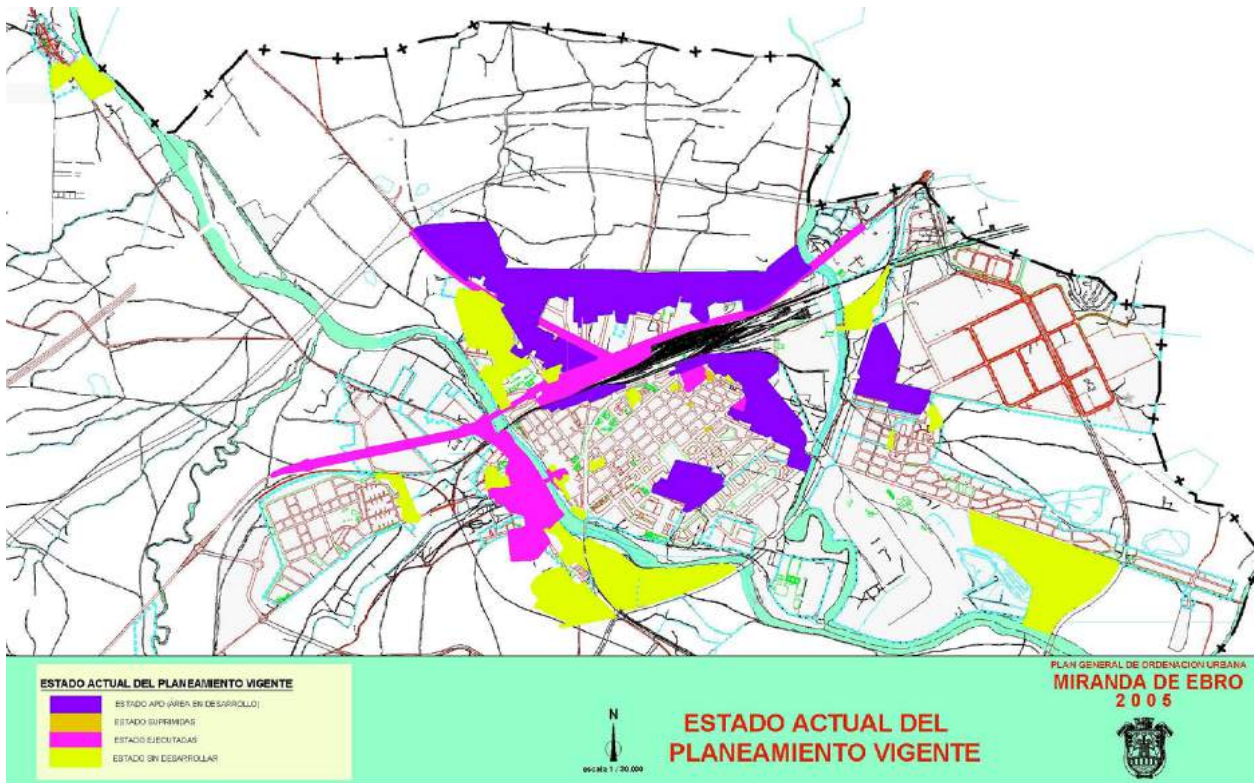 ESTADO ACTUAL DEL PLANEAMIENTO VIGENTE
ESTADO APD (ÁREA EN DESARROLLO)
ESTADO SUPRIMIDAS
ESTADO EJECUTADAS
ESTADO SIN DESARROLLAR
N
escala 1 / 30.000
ESTADO ACTUAL DEL
PLANEAMIENTO VIGENTE
PLAN GENERAL DE ORDENACION URBANA
MIRANDA DE EBRO
2005